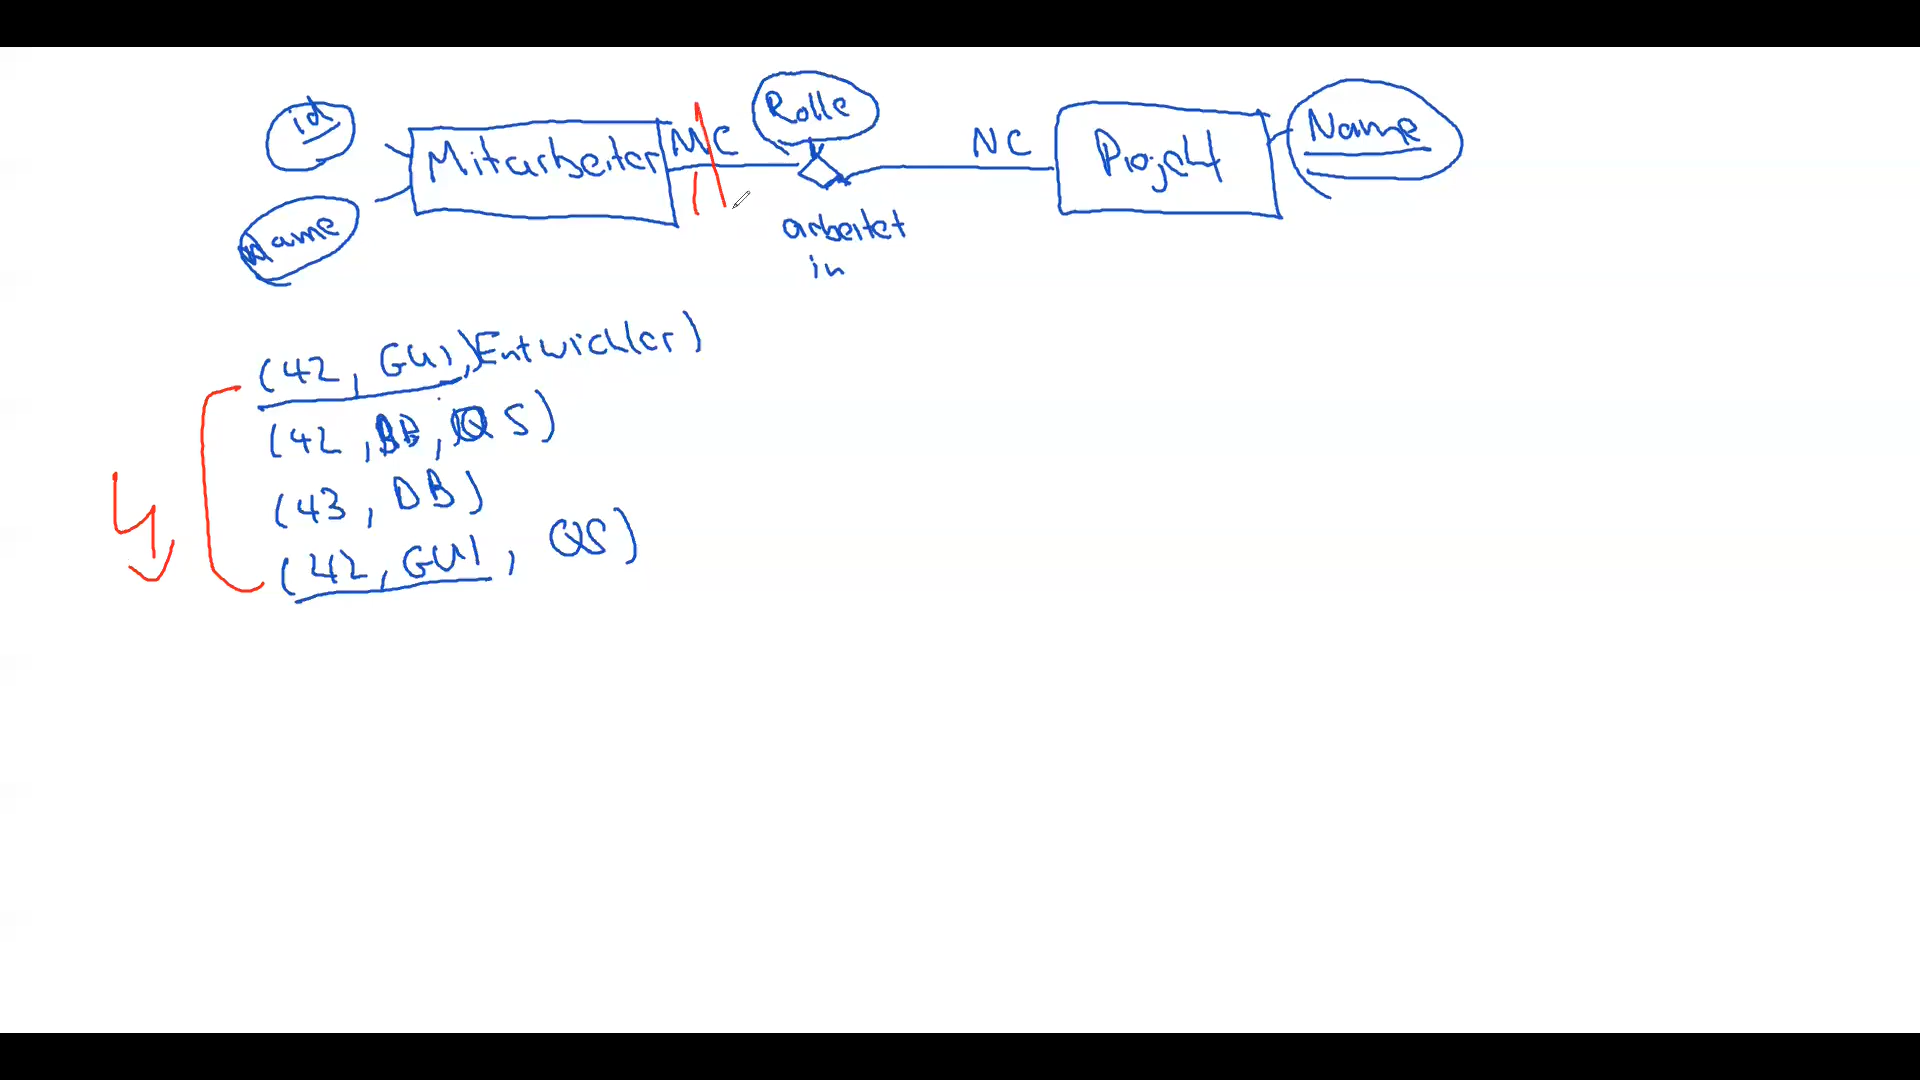 id
Mitarbeiter
MC
Rolle
NC
Projekt
Name
name
arbeitet
in
(42, GUI, Entwickler)
(42, DB, QS)
(43, DB)
(42, GUI, QS)
1